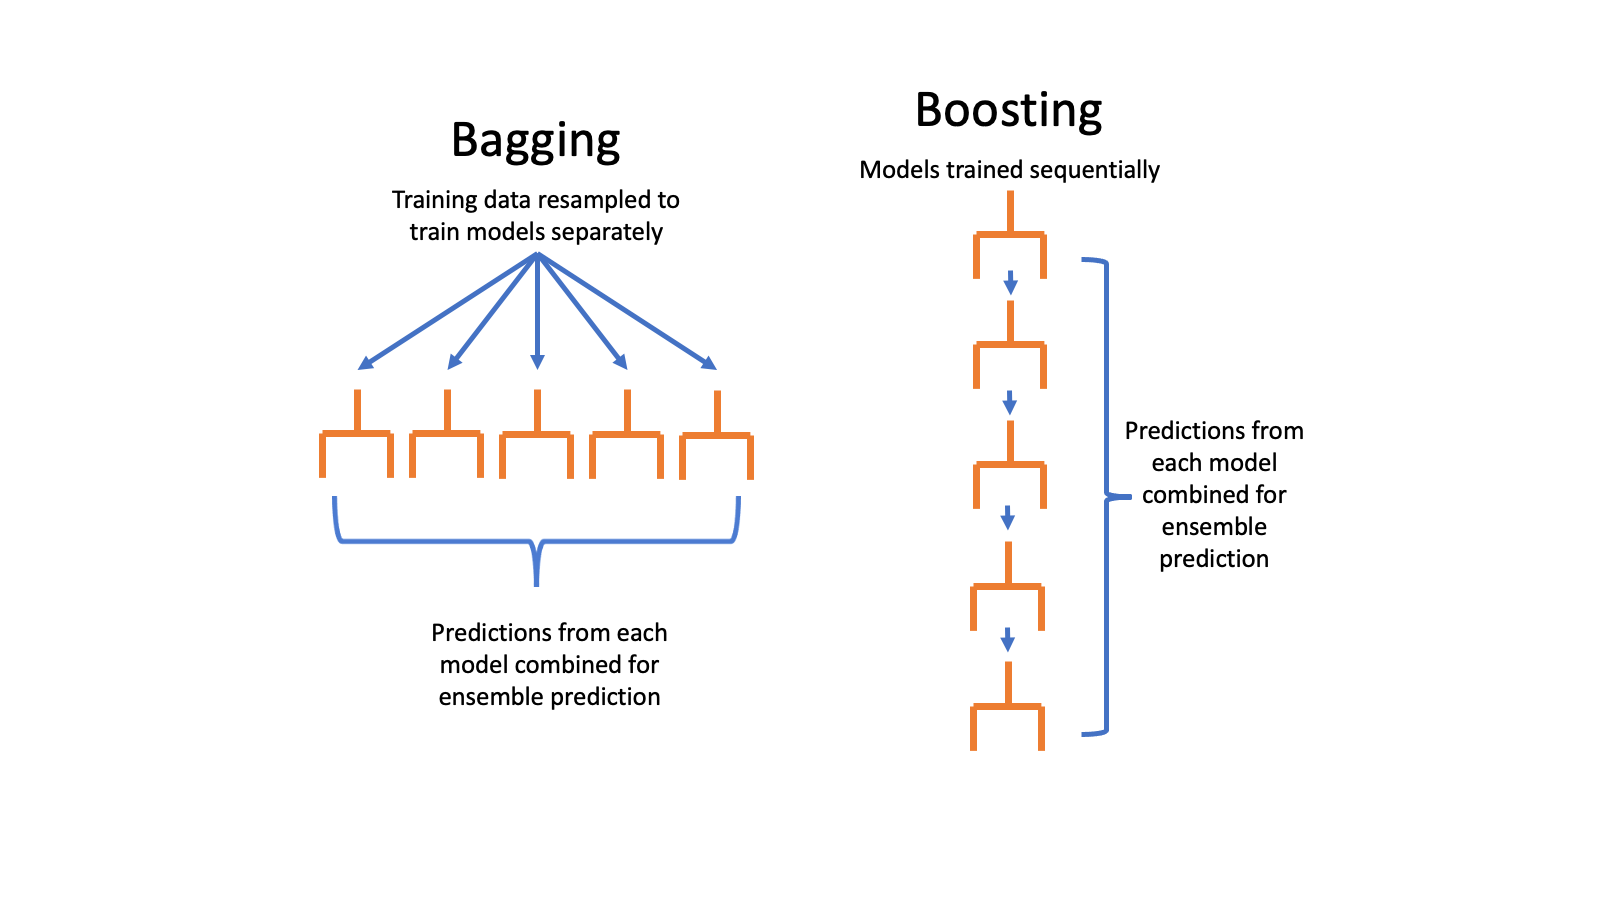 Bagging
Training data resampled to
train models separately
Predictions from each
model combined for
ensemble prediction
Boosting
Models trained sequentially
Predictions from
each model
combined for
ensemble
prediction